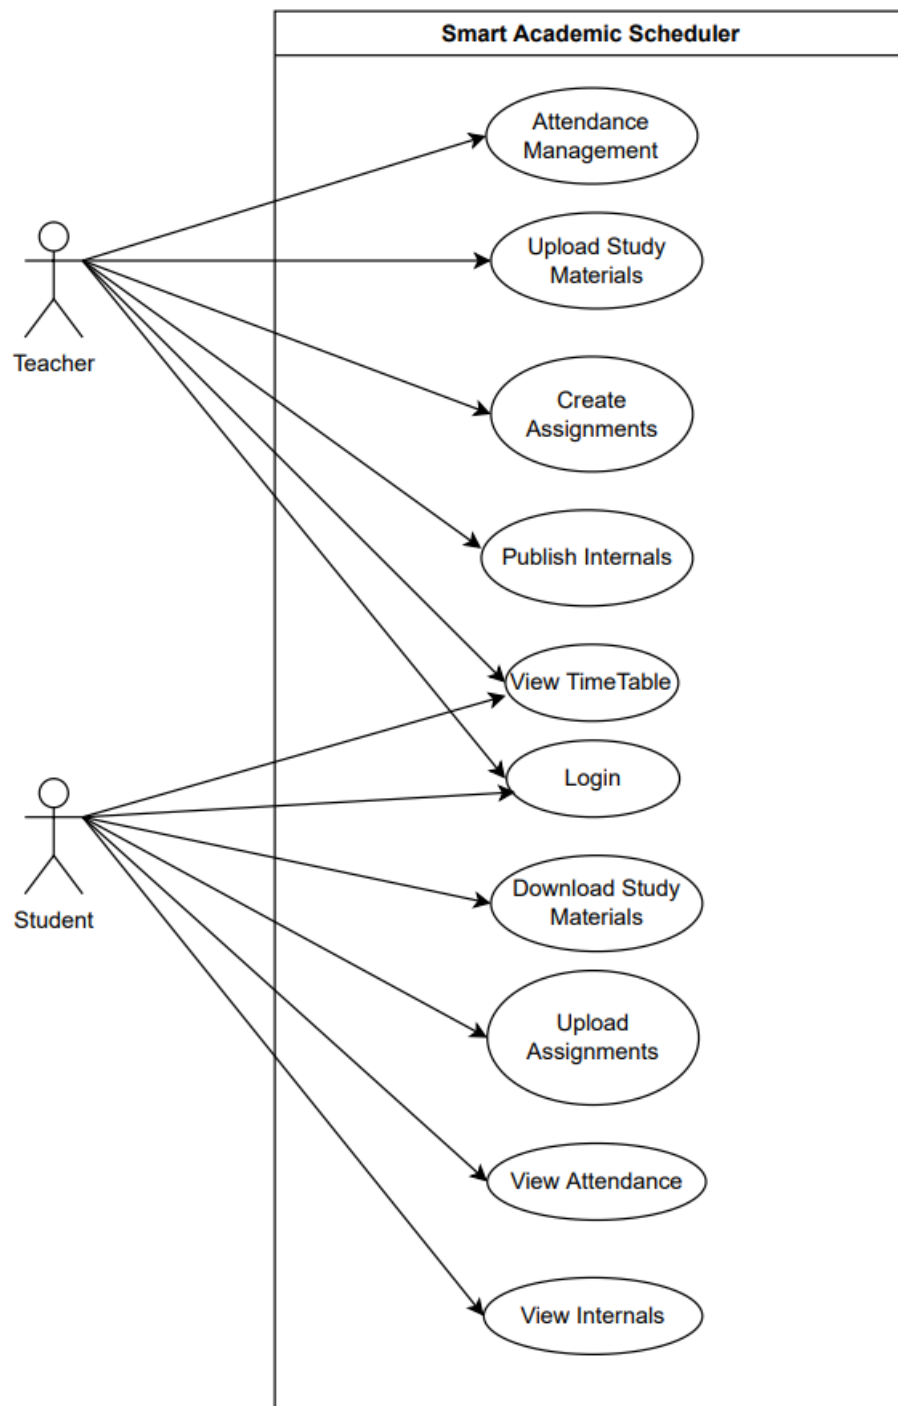 Smart Academic Scheduler
Attendance
Management
Upload Study
Materials
Teacher
Create
Assignments
Publish Internals
View TimeTable
Login
Student
Download Study
Materials
Upload
Assignments
View Attendance
View Internals